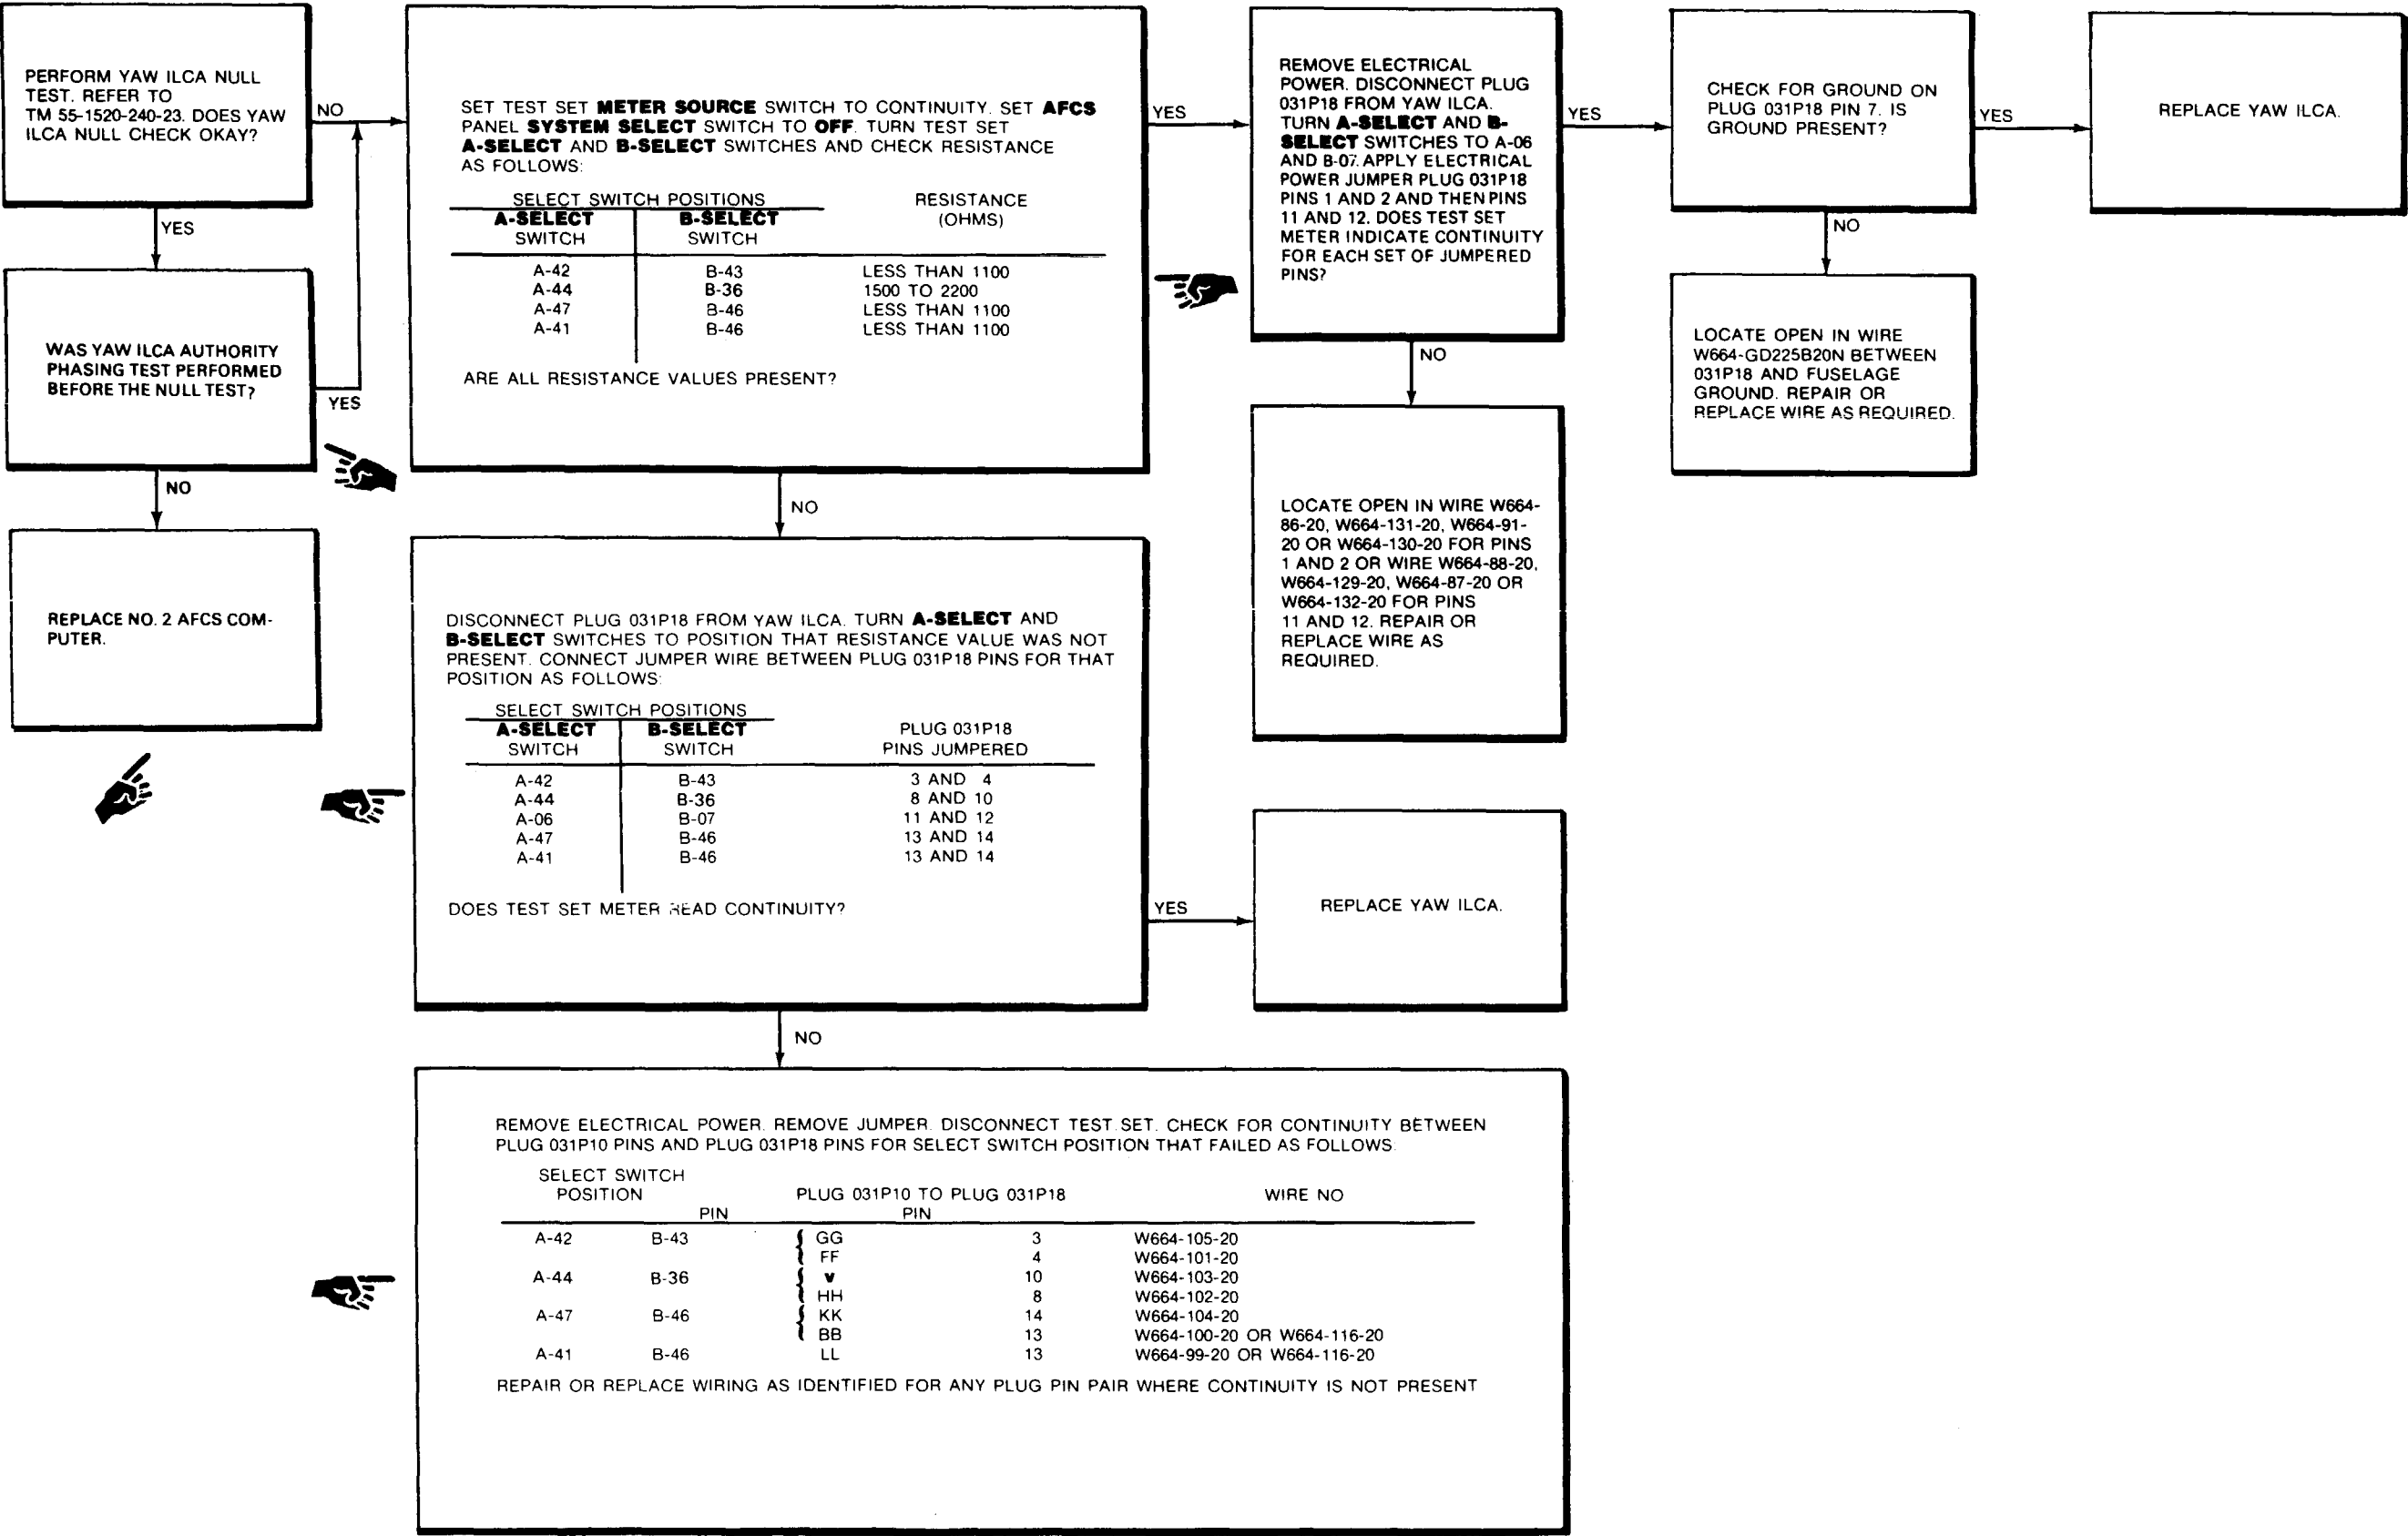 PERFORM YAW ILCA NULL
TEST. REFER TO
TM 55-1520-240-23. DOES YAW
ILCA NULL CHECK OKAY?
NO
YES
WAS YAW ILCA AUTHORITY
PHASING TEST PERFORMED
BEFORE THE NULL TEST?
YES
NO
REPLACE NO. 2 AFCS COM-
PUTER.
SET TEST SET METER SOURCE SWITCH TO CONTINUITY. SET AFCS
PANEL SYSTEM SELECT SWITCH TO OFF. TURN TEST SET
A-SELECT AND B-SELECT SWITCHES AND CHECK RESISTANCE
AS FOLLOWS:
SELECT SWITCH POSITIONS RESISTANCE
A-SELECT B-SELECT (OHMS)
SWITCH SWITCH
A-42 B-43 LESS THAN 1100
A-44 B-36 1500 TO 2200
A-47 B-46 LESS THAN 1100
A-41 B-46 LESS THAN 1100
ARE ALL RESISTANCE VALUES PRESENT?
YES
NO
REMOVE ELECTRICAL
POWER. DISCONNECT PLUG
031P18 FROM YAW ILCA.
TURN A-SELECT AND B-
SELECT SWITCHES TO A-06
AND B-07. APPLY ELECTRICAL
POWER JUMPER PLUG 031P18
PINS 1 AND 2 AND THEN PINS
11 AND 12. DOES TEST SET
METER INDICATE CONTINUITY
FOR EACH SET OF JUMPERED
PINS?
YES
NO
CHECK FOR GROUND ON
PLUG 031P18 PIN 7. IS
GROUND PRESENT?
YES
NO
REPLACE YAW ILCA.
LOCATE OPEN IN WIRE
W664-GD225B20N BETWEEN
031P18 AND FUSELAGE
GROUND. REPAIR OR
REPLACE WIRE AS REQUIRED.
LOCATE OPEN IN WIRE W664-
86-20, W664-131-20, W664-91-
20 OR W664-130-20 FOR PINS
1 AND 2 OR WIRE W664-88-20,
W664-129-20, W664-87-20 OR
W664-132-20 FOR PINS
11 AND 12. REPAIR OR
REPLACE WIRE AS
REQUIRED.
DISCONNECT PLUG 031P18 FROM YAW ILCA. TURN A-SELECT AND
B-SELECT SWITCHES TO POSITION THAT RESISTANCE VALUE WAS NOT
PRESENT. CONNECT JUMPER WIRE BETWEEN PLUG 031P18 PINS FOR THAT
POSITION AS FOLLOWS:
SELECT SWITCH POSITIONS
A-SELECT B-SELECT PLUG 031P18
SWITCH SWITCH PINS JUMPERED
A-42 B-43 3 AND 4
A-44 B-36 8 AND 10
A-06 B-07 11 AND 12
A-47 B-46 13 AND 14
A-41 B-46 13 AND 14
DOES TEST SET METER READ CONTINUITY?
YES
NO
REPLACE YAW ILCA.
REMOVE ELECTRICAL POWER. REMOVE JUMPER. DISCONNECT TEST SET. CHECK FOR CONTINUITY BETWEEN
PLUG 031P10 PINS AND PLUG 031P18 PINS FOR SELECT SWITCH POSITION THAT FAILED AS FOLLOWS:
SELECT SWITCH
POSITION PLUG 031P10 TO PLUG 031P18 WIRE NO
PIN PIN
A-42 B-43 { GG 3 W664-105-20
{ FF 4 W664-101-20
A-44 B-36 { v 10 W664-103-20
{ HH 8 W664-102-20
A-47 B-46 { KK 14 W664-104-20
{ BB 13 W664-100-20 OR W664-116-20
A-41 B-46 LL 13 W664-99-20 OR W664-116-20
REPAIR OR REPLACE WIRING AS IDENTIFIED FOR ANY PLUG PIN PAIR WHERE CONTINUITY IS NOT PRESENT